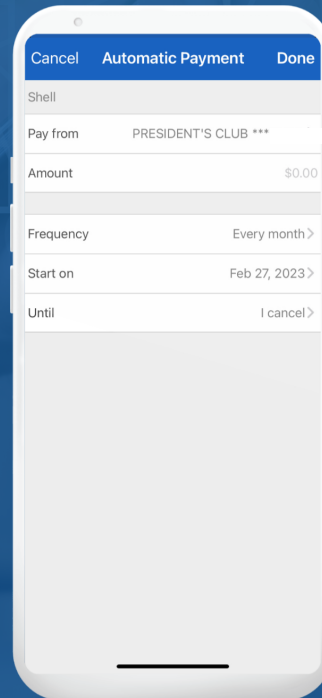 Cancel Automatic Payment Done
Shell
Pay from PRESIDENT'S CLUB ***
Amount $0.00
Frequency Every month
Start on Feb 27, 2023
Until I cancel